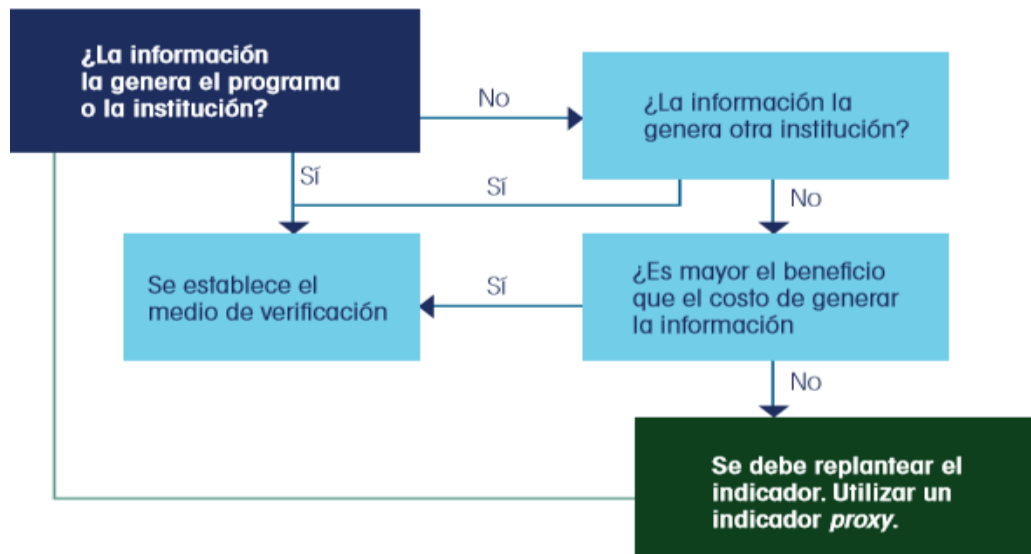 ¿La información
la genera el programa
o la institución?
No
¿La información la
genera otra institución?
Sí
Sí
No
Se establece el
medio de verificación
Sí
¿Es mayor el beneficio
que el costo de generar
la información
No
Se debe replantear el
indicador. Utilizar un
indicador proxy.